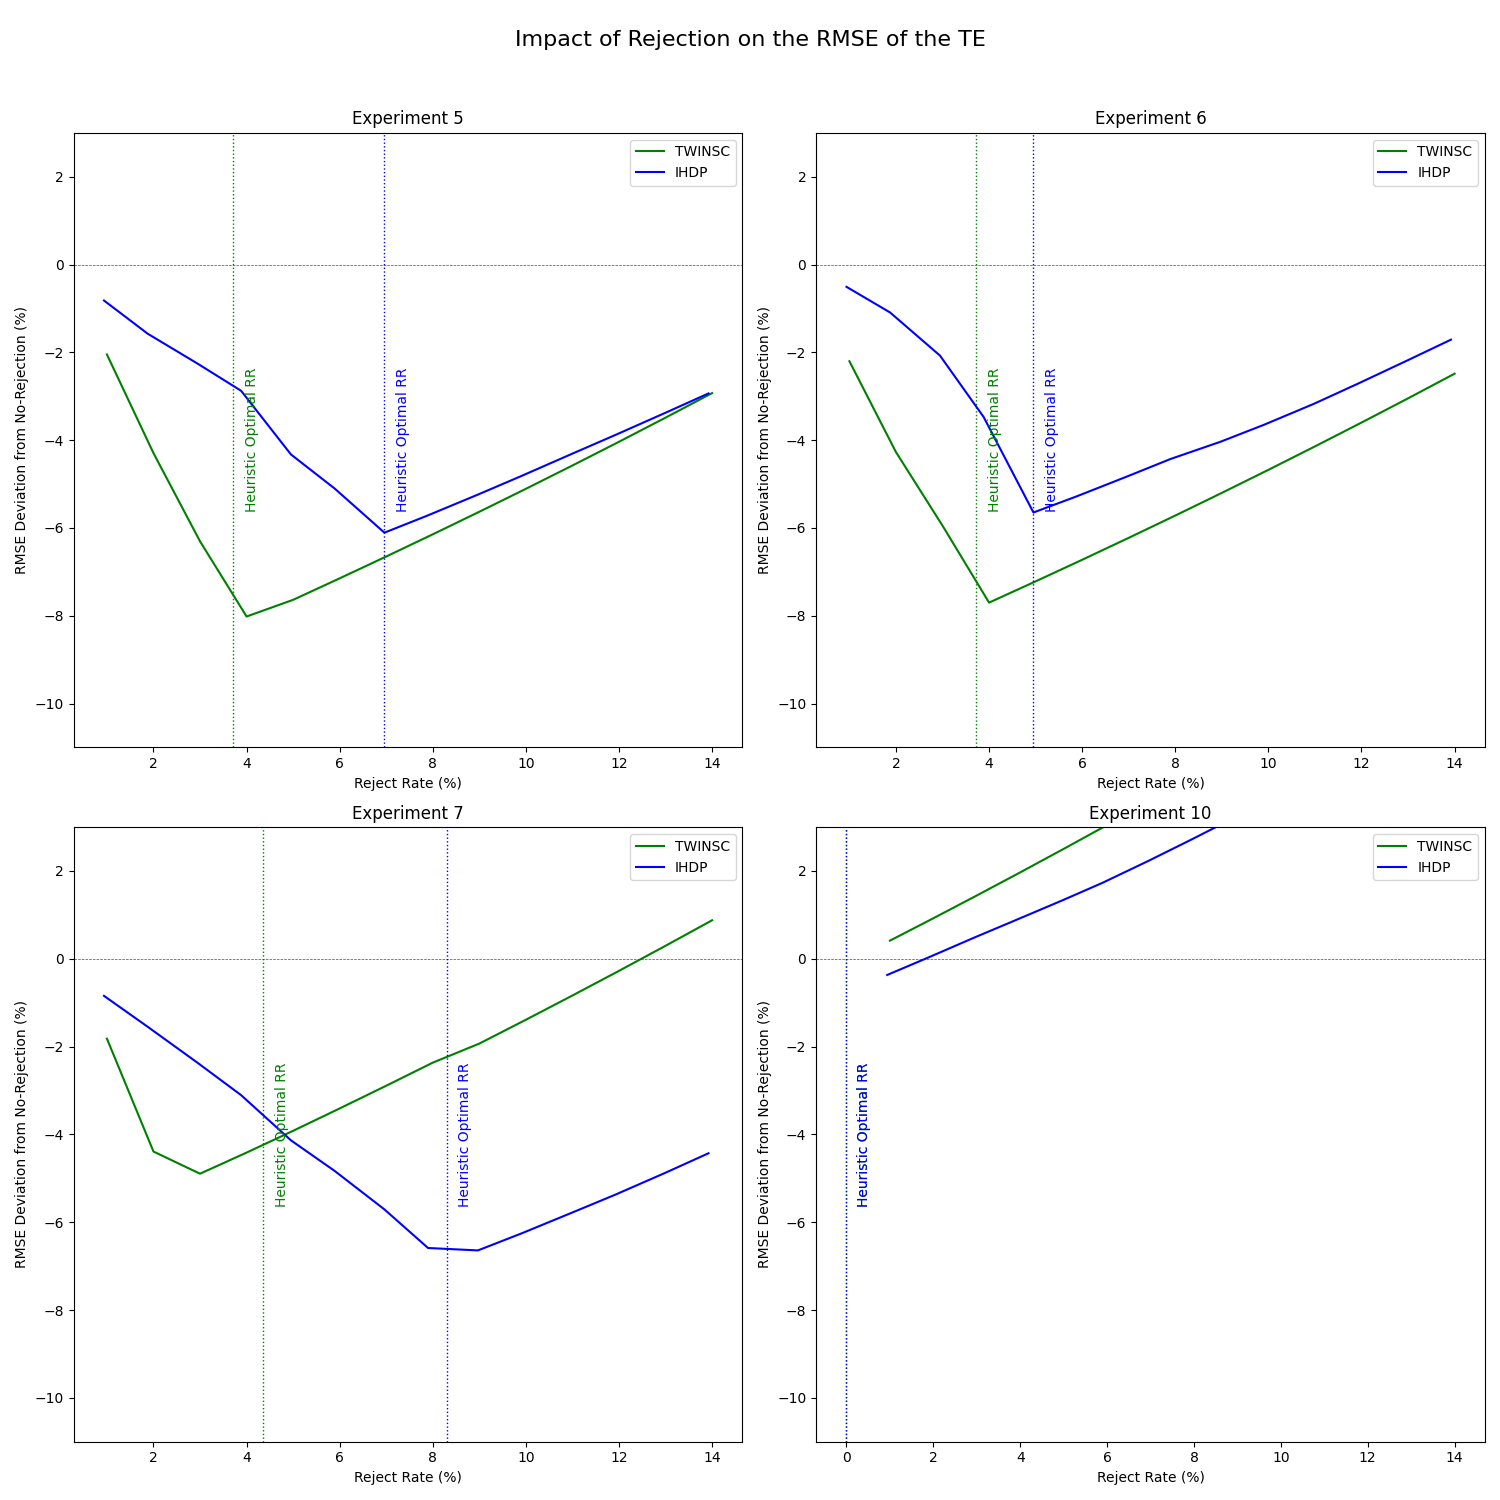 Impact of Rejection on the RMSE of the TE
Experiment 5
TWINSC
IHDP
Heuristic Optimal RR
Heuristic Optimal RR
RMSE Deviation from No-Rejection (%)
2
0
−2
−4
−6
−8
−10
2 4 6 8 10 12 14
Reject Rate (%)
Experiment 6
TWINSC
IHDP
Heuristic Optimal RR
Heuristic Optimal RR
RMSE Deviation from No-Rejection (%)
2
0
−2
−4
−6
−8
−10
2 4 6 8 10 12 14
Reject Rate (%)
Experiment 7
TWINSC
IHDP
Heuristic Optimal RR
Heuristic Optimal RR
RMSE Deviation from No-Rejection (%)
2
0
−2
−4
−6
−8
−10
2 4 6 8 10 12 14
Reject Rate (%)
Experiment 10
TWINSC
IHDP
Heuristic Optimal RR
RMSE Deviation from No-Rejection (%)
2
0
−2
−4
−6
−8
−10
0 2 4 6 8 10 12 14
Reject Rate (%)